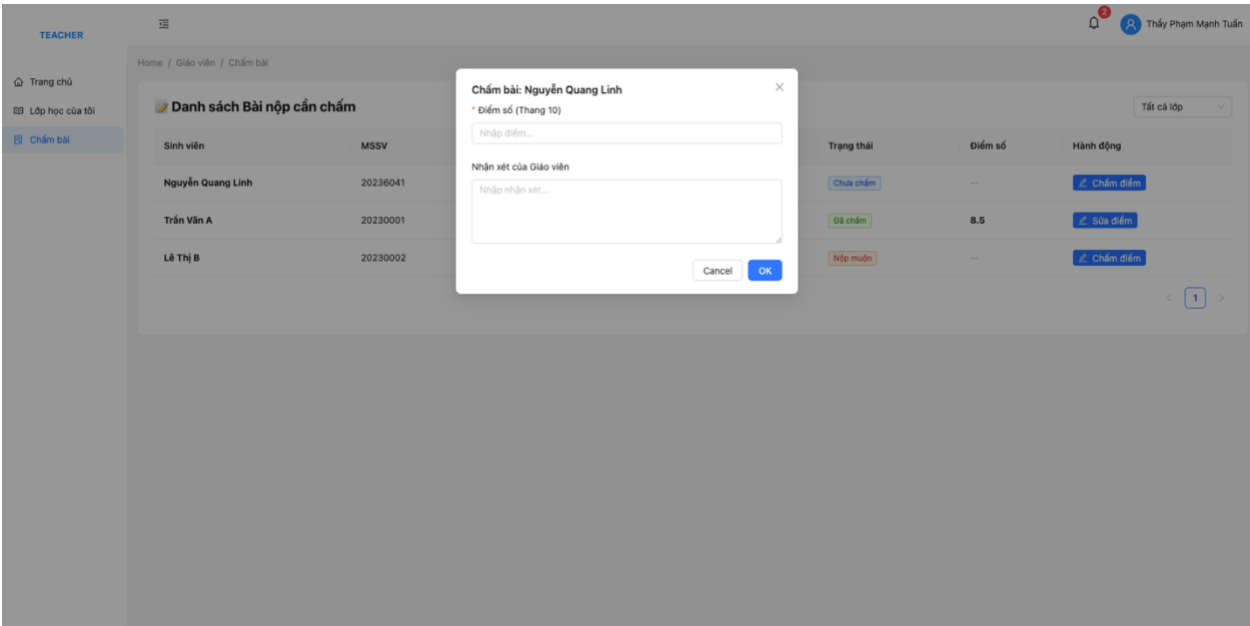 TEACHER
2
Thầy Phạm Mạnh Tuấn
Home / Giáo viên / Chấm bài
Trang chủ
Lớp học của tôi
Chấm bài
Danh sách Bài nộp cần chấm
Tất cả lớp
Sinh viên MSSV Trạng thái Điểm số Hành động
Nguyễn Quang Linh 20236041 Chưa chấm -- Chấm điểm
Trần Văn A 20230001 Đã chấm 8.5 Sửa điểm
Lê Thị B 20230002 Nộp muộn -- Chấm điểm
< 1 >
Chấm bài: Nguyễn Quang Linh
* Điểm số (Thang 10)
Nhập điểm...
Nhận xét của Giáo viên
Nhập nhận xét...
Cancel OK